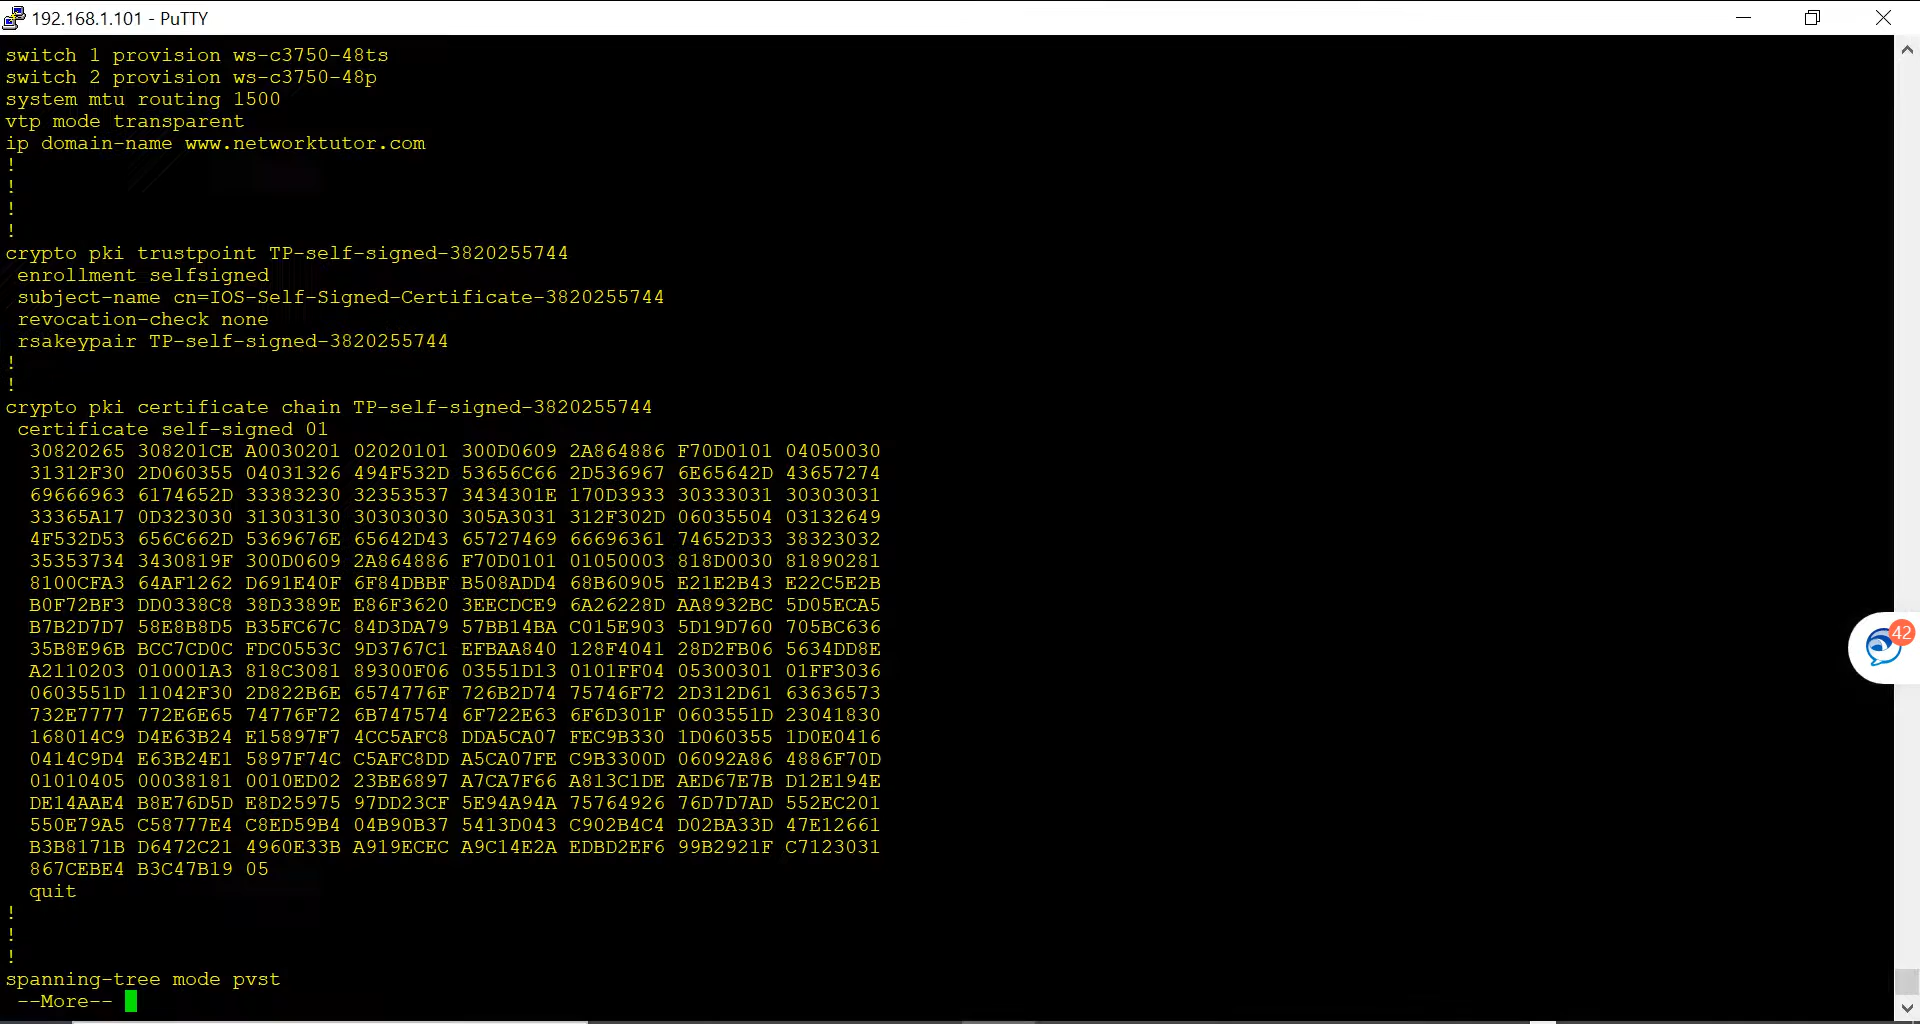 192.168.1.101 - PuTTY
switch 1 provision ws-c3750-48ts
switch 2 provision ws-c3750-48p
system mtu routing 1500
vtp mode transparent
ip domain-name www.networktutor.com
!
!
!
!
crypto pki trustpoint TP-self-signed-3820255744
 enrollment selfsigned
 subject-name cn=IOS-Self-Signed-Certificate-3820255744
 revocation-check none
 rsakeypair TP-self-signed-3820255744
!
!
crypto pki certificate chain TP-self-signed-3820255744
 certificate self-signed 01
  30820265 308201CE A0030201 02020101 300D0609 2A864886 F70D0101 04050030
  31312F30 2D060355 04031326 494F532D 53656C66 2D536967 6E65642D 43657274
  69666963 6174652D 33383230 32353537 3434301E 170D3933 30333031 30303031
  33365A17 0D323030 31303130 30303030 305A3031 312F302D 06035504 03132649
  4F532D53 656C662D 5369676E 65642D43 65727469 66696361 74652D33 38323032
  35353734 3430819F 300D0609 2A864886 F70D0101 01050003 818D0030 81890281
  8100CFA3 64AF1262 D691E40F 6F84DBBF B508ADD4 68B60905 E21E2B43 E22C5E2B
  B0F72BF3 DD0338C8 38D3389E E86F3620 3EECDCE9 6A26228D AA8932BC 5D05ECA5
  B7B2D7D7 58E8B8D5 B35FC67C 84D3DA79 57BB14BA C015E903 5D19D760 705BC636
  35B8E96B BCC7CD0C FDC0553C 9D3767C1 EFBAA840 128F4041 28D2FB06 5634DD8E
  A2110203 010001A3 818C3081 89300F06 03551D13 0101FF04 05300301 01FF3036
  0603551D 11042F30 2D822B6E 6574776F 726B2D74 75746F72 2D312D61 63636573
  732E7777 772E6E65 74776F72 6B747574 6F722E63 6F6D301F 0603551D 23041830
  168014C9 D4E63B24 E15897F7 4CC5AFC8 DDA5CA07 FEC9B330 1D060355 1D0E0416
  0414C9D4 E63B24E1 5897F74C C5AFC8DD A5CA07FE C9B3300D 06092A86 4886F70D
  01010405 00038181 0010ED02 23BE6897 A7CA7F66 A813C1DE AED67E7B D12E194E
  DE14AAE4 B8E76D5D E8D25975 97DD23CF 5E94A94A 75764926 76D7D7AD 552EC201
  550E79A5 C58777E4 C8ED59B4 04B90B37 5413D043 C902B4C4 D02BA33D 47E12661
  B3B8171B D6472C21 4960E33B A919ECEC A9C14E2A EDBD2EF6 99B2921F C7123031
  867CEBE4 B3C47B19 05
  quit
!
!
!
spanning-tree mode pvst
 --More--
42